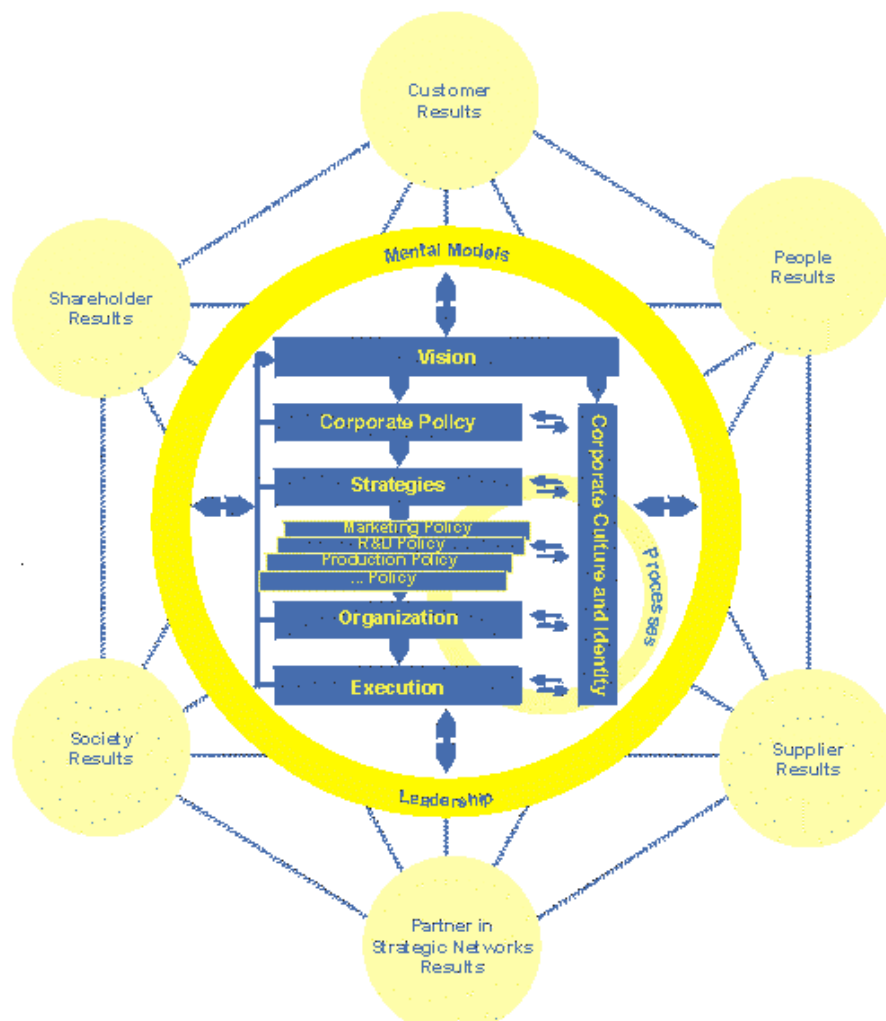 Customer
Results
People
Results
Shareholder
Results
Mental Models
Vision
Corporate Policy
Strategies
Marketing Policy
R&D Policy
Production Policy
... Policy
Organization
Execution
Corporate Culture and Identity
Processes
Leadership
Society
Results
Supplier
Results
Partner in
Strategic Networks
Results